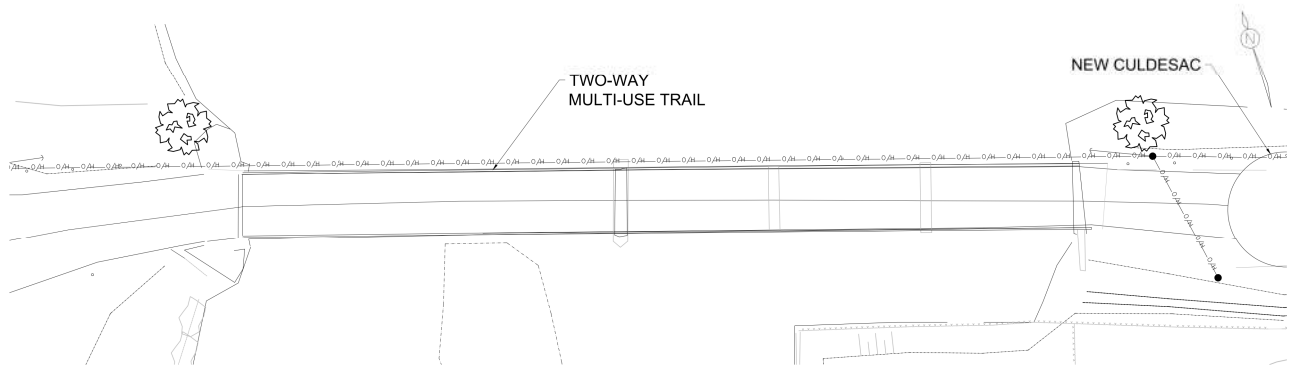 TWO-WAY
MULTI-USE TRAIL
NEW CULDESAC
N
O/H O/H O/H O/H O/H O/H O/H O/H O/H O/H O/H O/H O/H O/H O/H O/H O/H O/H O/H O/H O/H O/H O/H O/H O/H O/H O/H O/H O/H O/H O/H O/H O/H O/H O/H O/H O/H O/H O/H O/H O/H O/H O/H O/H O/H O/H O/H O/H O/H O/H O/H
O/H O/H O/H O/H O/H